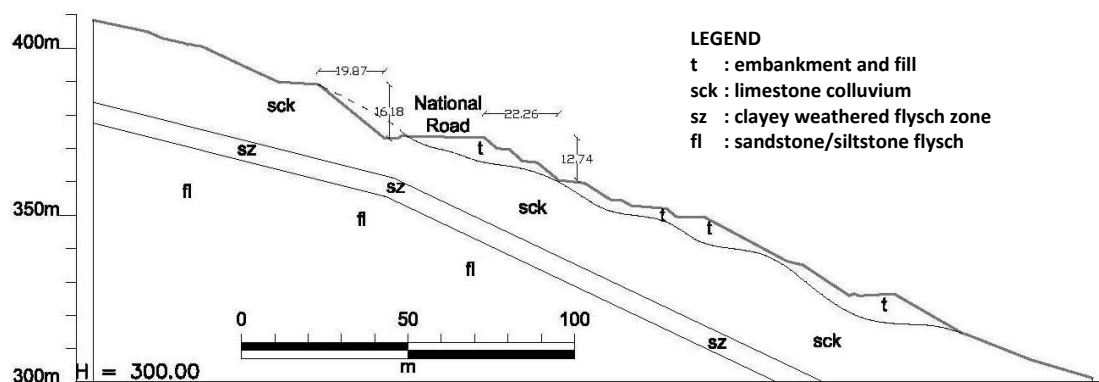 400m
350m
300m
H = 300.00
19.87
16.18
National
Road
22.26
12.74
LEGEND
t : embankment and fill
sck : limestone colluvium
sz : clayey weathered flysch zone
fl : sandstone/siltstone flysch
sck
t
sz
sz
fl
fl
sck
t
t
fl
t
sz
sck
0 50 100
m